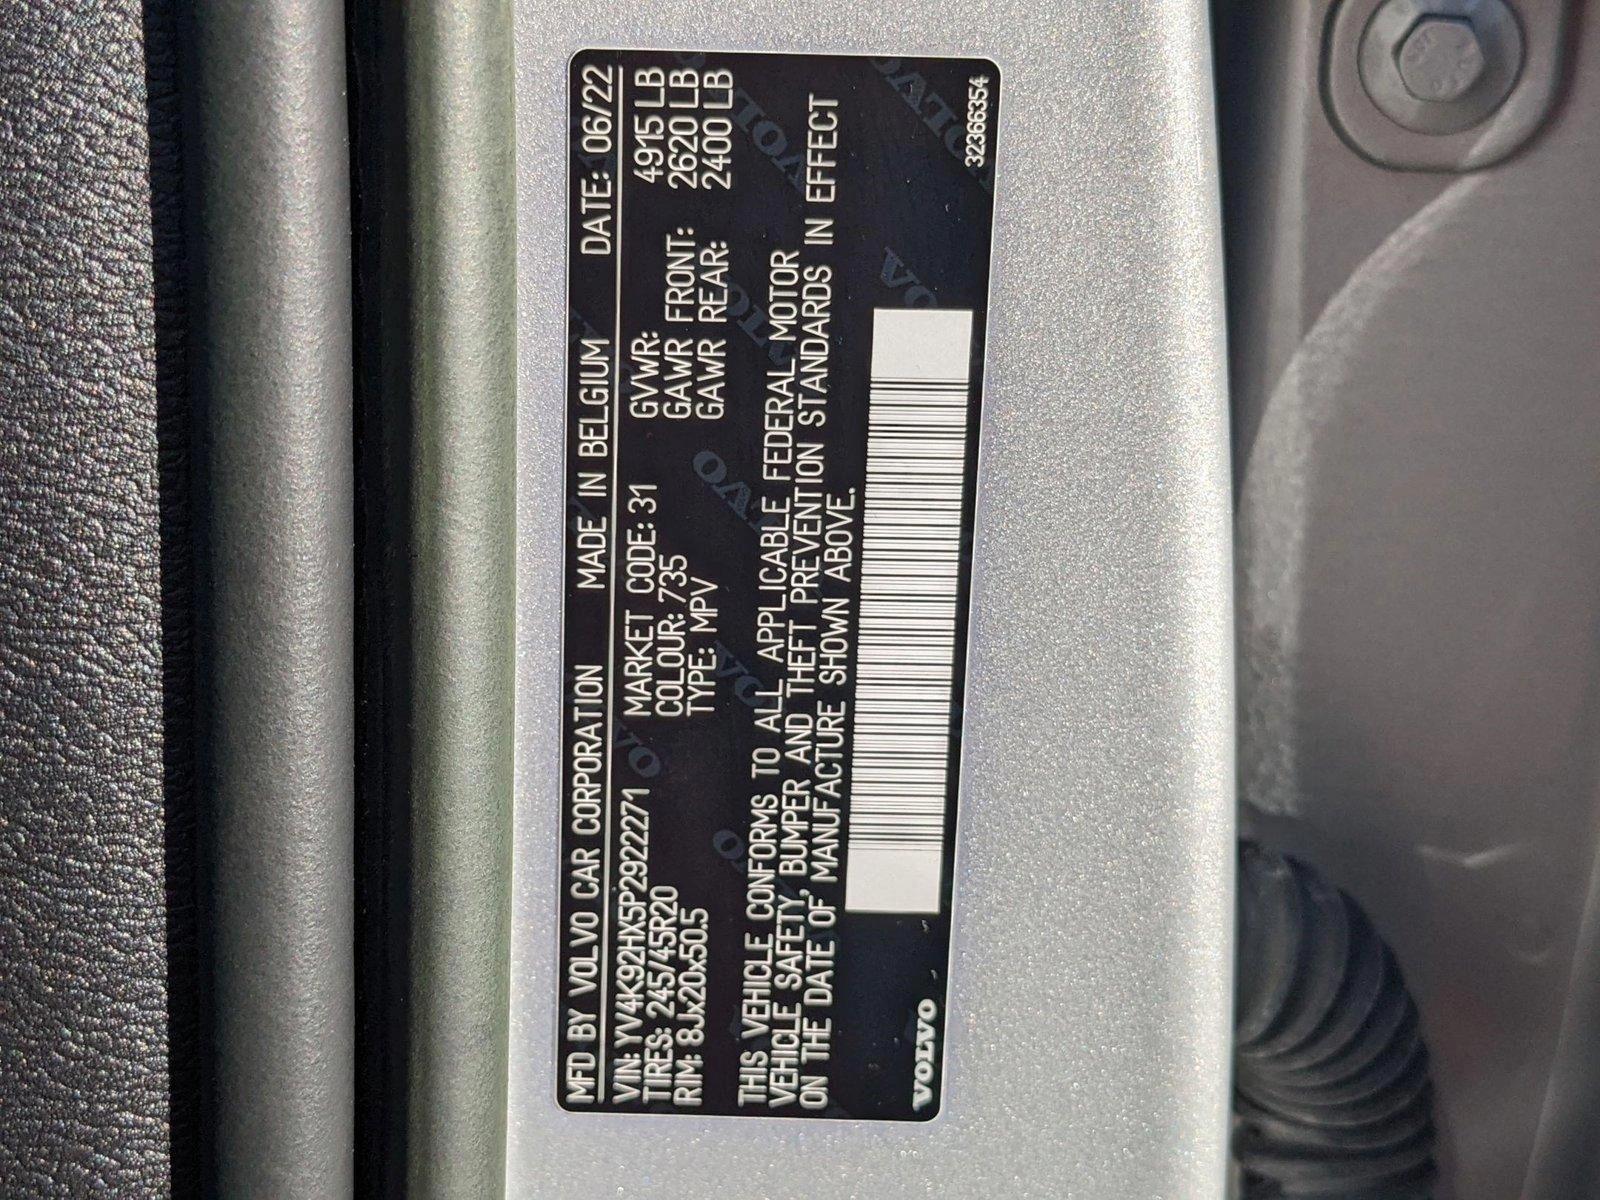 MFD BY VOLVO CAR CORPORATION MADE IN BELGIUM DATE: 06/22
VIN: YV4K92HX5P2922271 MARKET CODE: 31 GVWR: 4915 LB
TIRES: 245/45R20 COLOUR: 735 GAWR FRONT: 2620 LB
RIM: 8Jx20x50.5 TYPE: MPV GAWR REAR: 2400 LB
THIS VEHICLE CONFORMS TO ALL APPLICABLE FEDERAL MOTOR
VEHICLE SAFETY, BUMPER AND THEFT PREVENTION STANDARDS IN EFFECT
ON THE DATE OF MANUFACTURE SHOWN ABOVE.
VOLVO
32366354